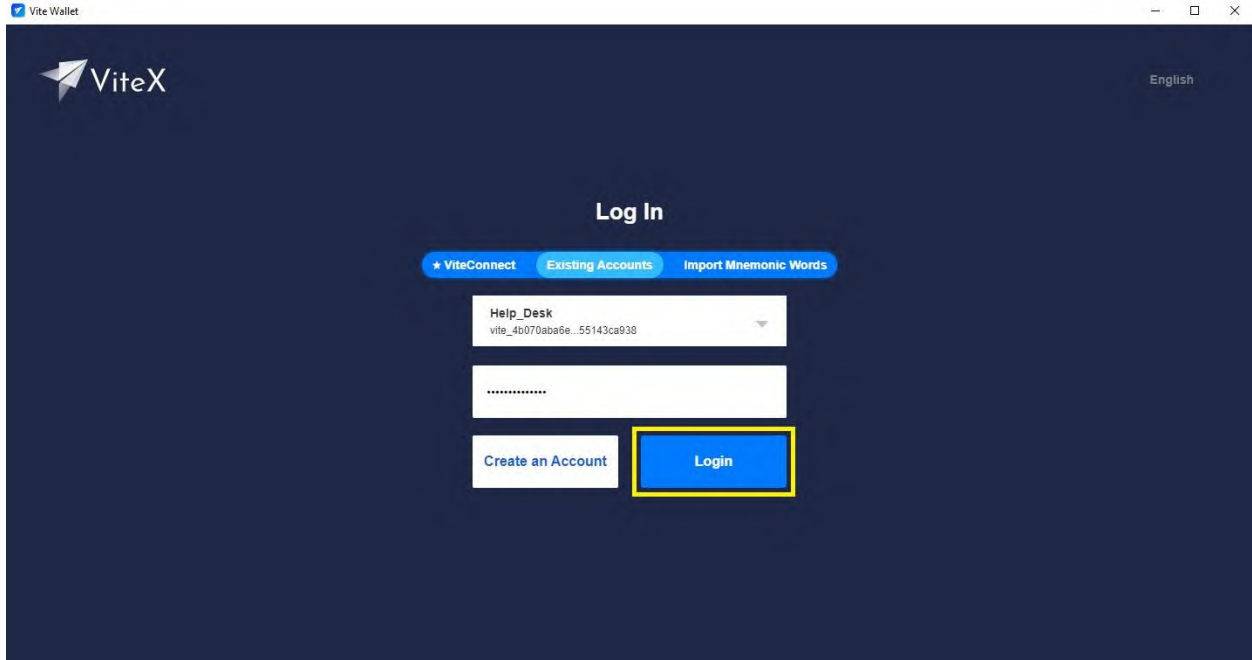 Vite Wallet
ViteX
English
Log In
★ ViteConnect Existing Accounts Import Mnemonic Words
Help_Desk
vite_4b070aba6e...55143ca938
••••••••••••••
Create an Account Login